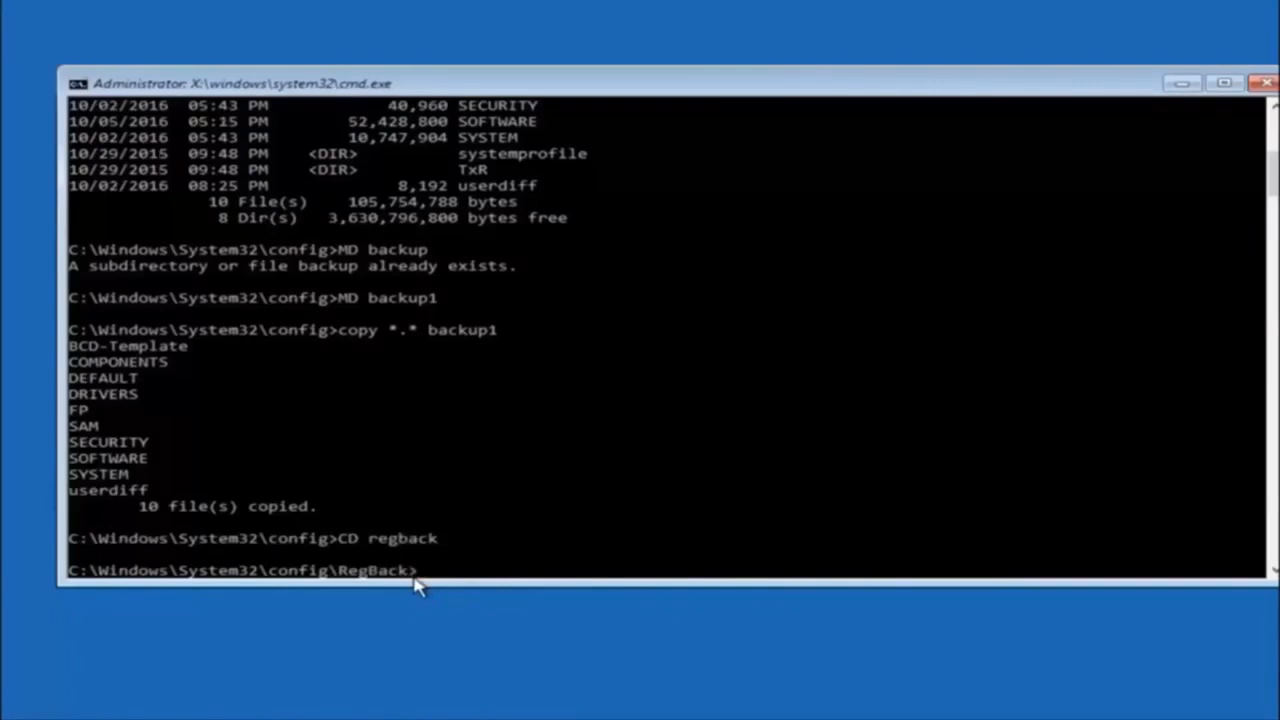 Administrator: X:\windows\system32\cmd.exe
10/02/2016  05:43 PM            40,960 SECURITY
10/05/2016  05:15 PM        52,428,800 SOFTWARE
10/02/2016  05:43 PM        10,747,904 SYSTEM
10/29/2015  09:48 PM    <DIR>          systemprofile
10/29/2015  09:48 PM    <DIR>          TxR
10/02/2016  08:25 PM             8,192 userdiff
              10 File(s)    105,754,788 bytes
               8 Dir(s)   3,630,796,800 bytes free
C:\Windows\System32\config>MD backup
A subdirectory or file backup already exists.
C:\Windows\System32\config>MD backup1
C:\Windows\System32\config>copy *.* backup1
BCD-Template
COMPONENTS
DEFAULT
DRIVERS
FP
SAM
SECURITY
SOFTWARE
SYSTEM
userdiff
       10 file(s) copied.
C:\Windows\System32\config>CD regback
C:\Windows\System32\config\RegBack>